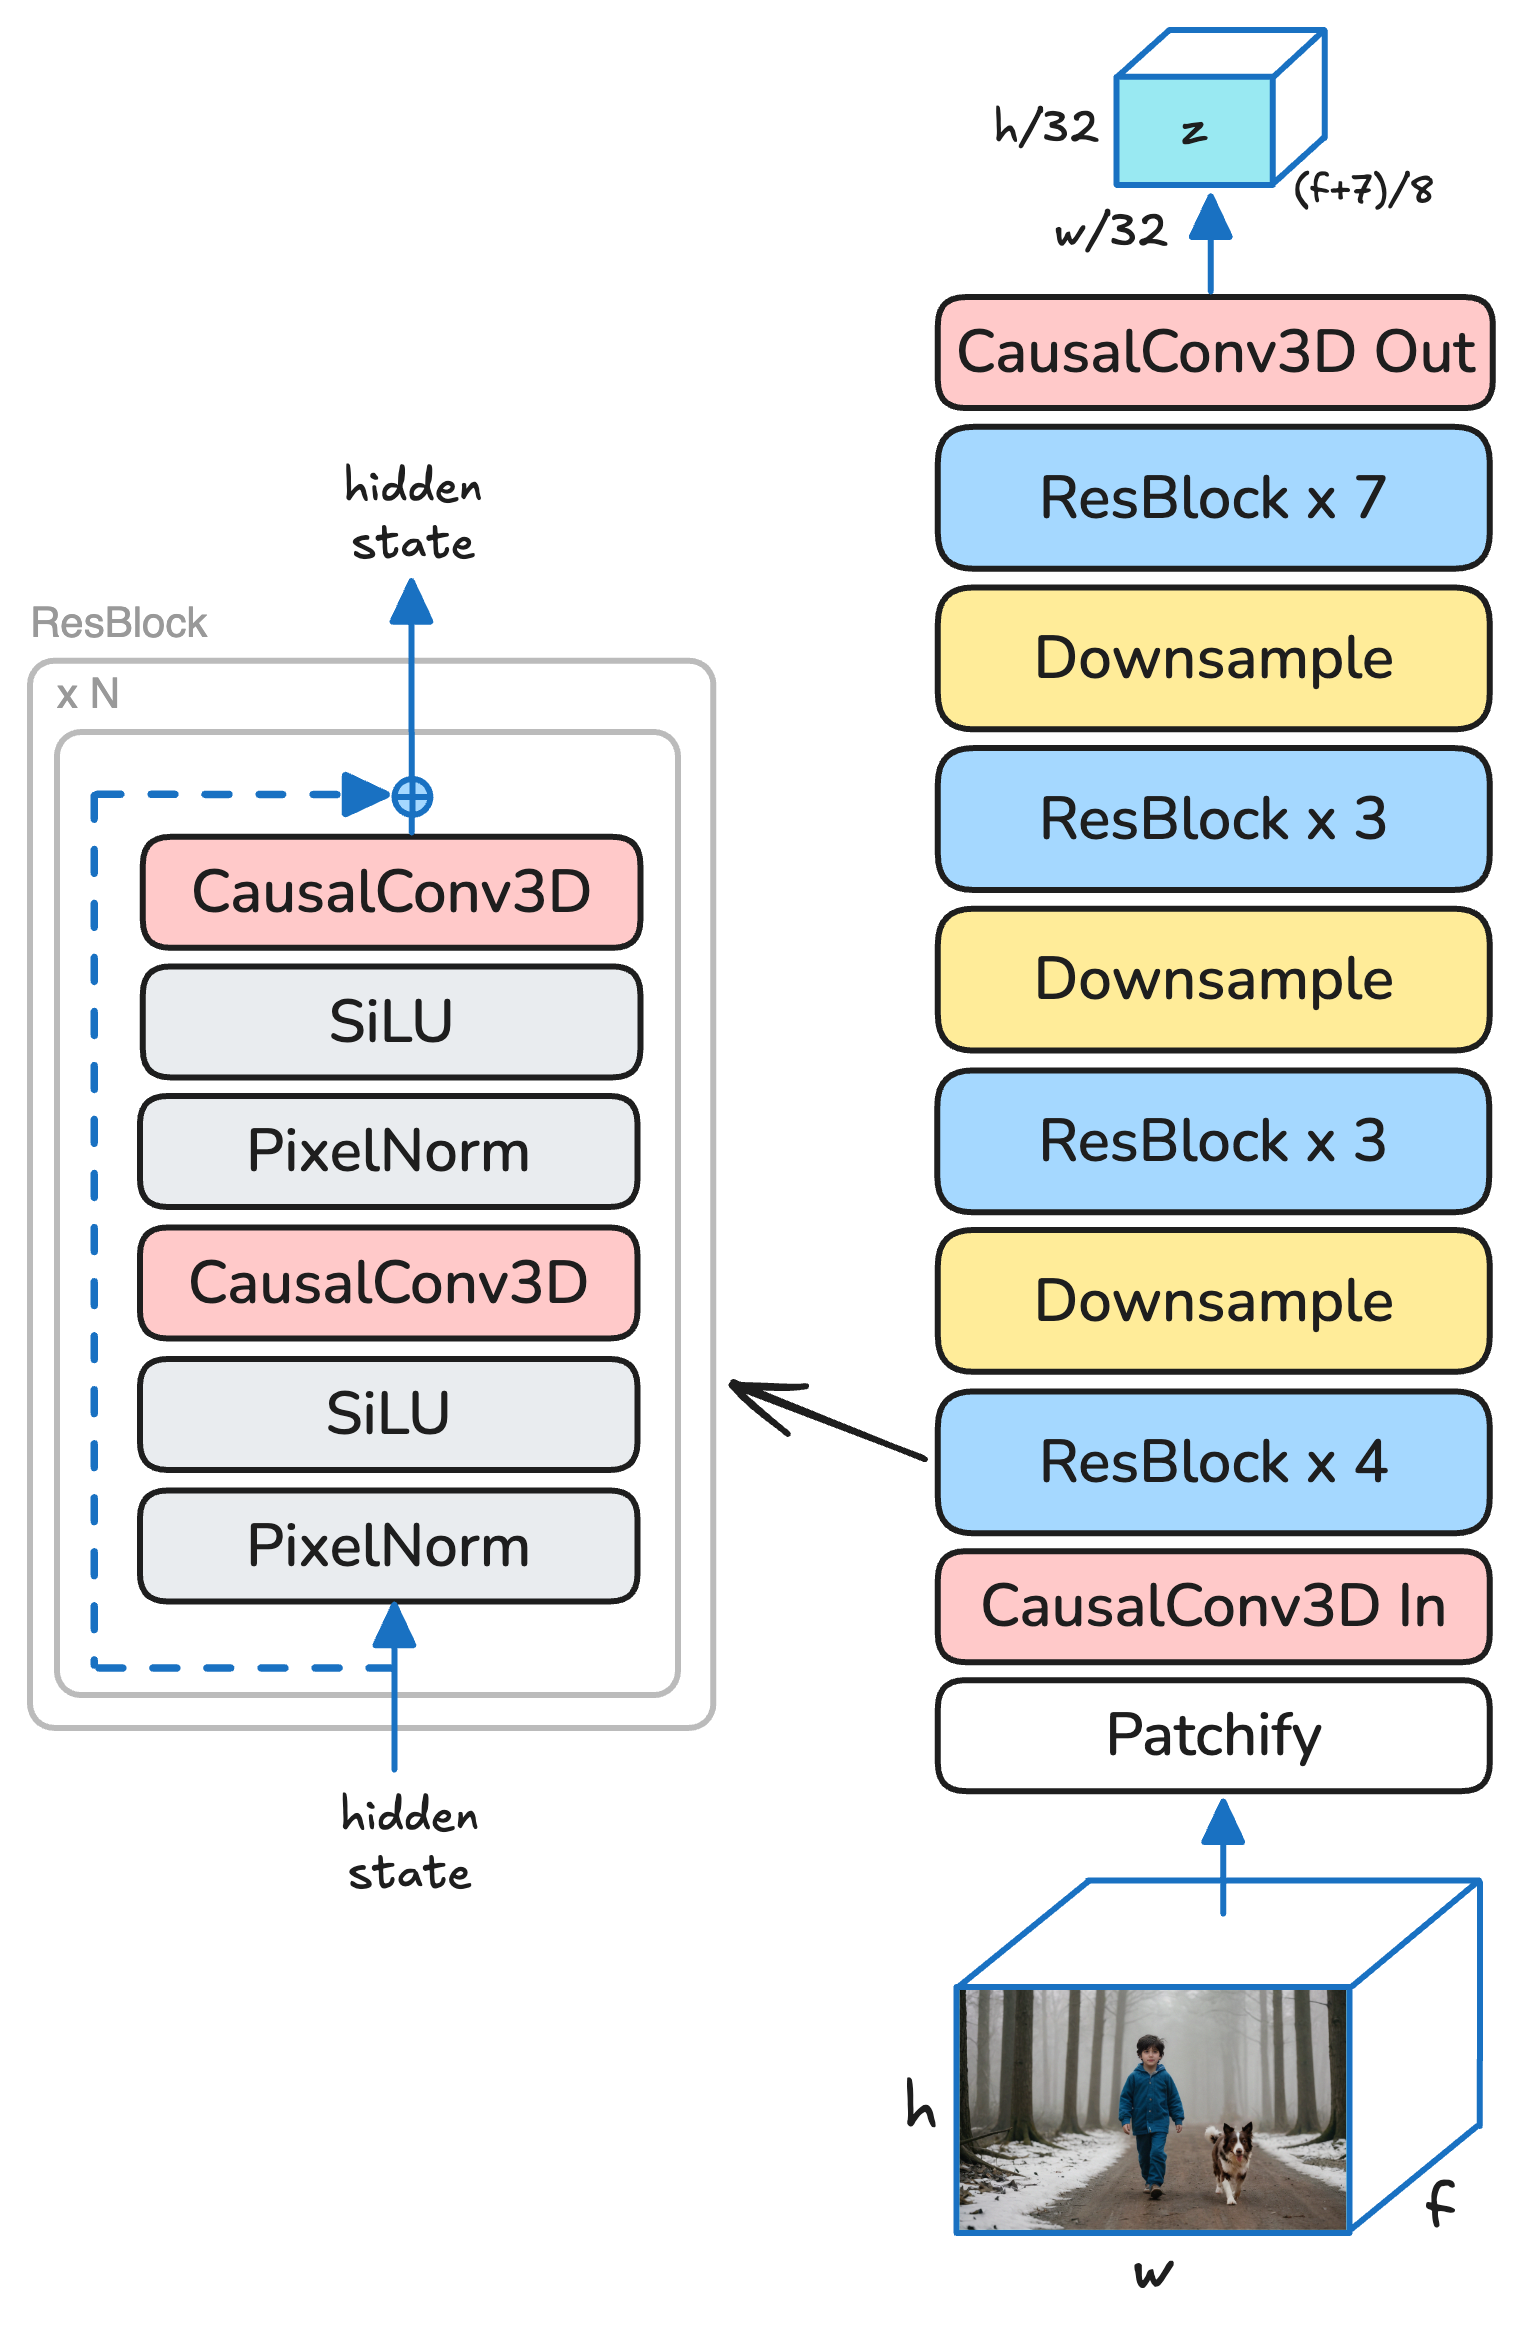 hidden
state
ResBlock
x N
CausalConv3D
SiLU
PixelNorm
CausalConv3D
SiLU
PixelNorm
hidden
state
h/32
z
(f+7)/8
w/32
CausalConv3D Out
ResBlock x 7
Downsample
ResBlock x 3
Downsample
ResBlock x 3
Downsample
ResBlock x 4
CausalConv3D In
Patchify
h
f
w